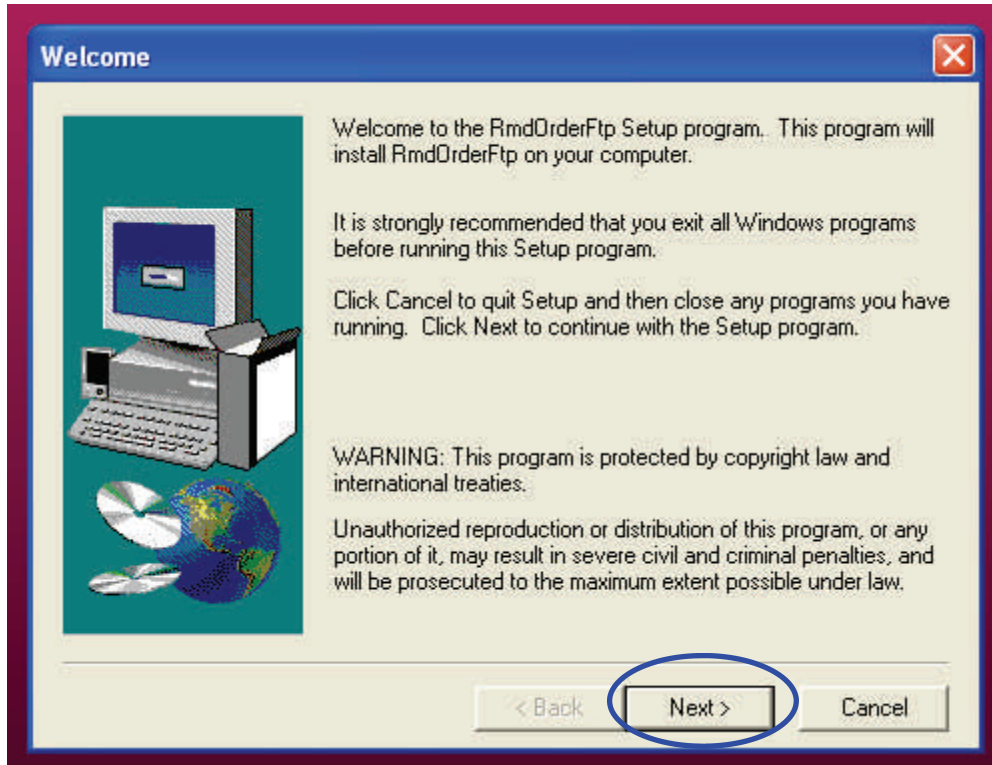 Welcome
Welcome to the RmdOrderFtp Setup program. This program will
install RmdOrderFtp on your computer.
It is strongly recommended that you exit all Windows programs
before running this Setup program.
Click Cancel to quit Setup and then close any programs you have
running. Click Next to continue with the Setup program.
WARNING: This program is protected by copyright law and
international treaties.
Unauthorized reproduction or distribution of this program, or any
portion of it, may result in severe civil and criminal penalties, and
will be prosecuted to the maximum extent possible under law.
< Back Next > Cancel